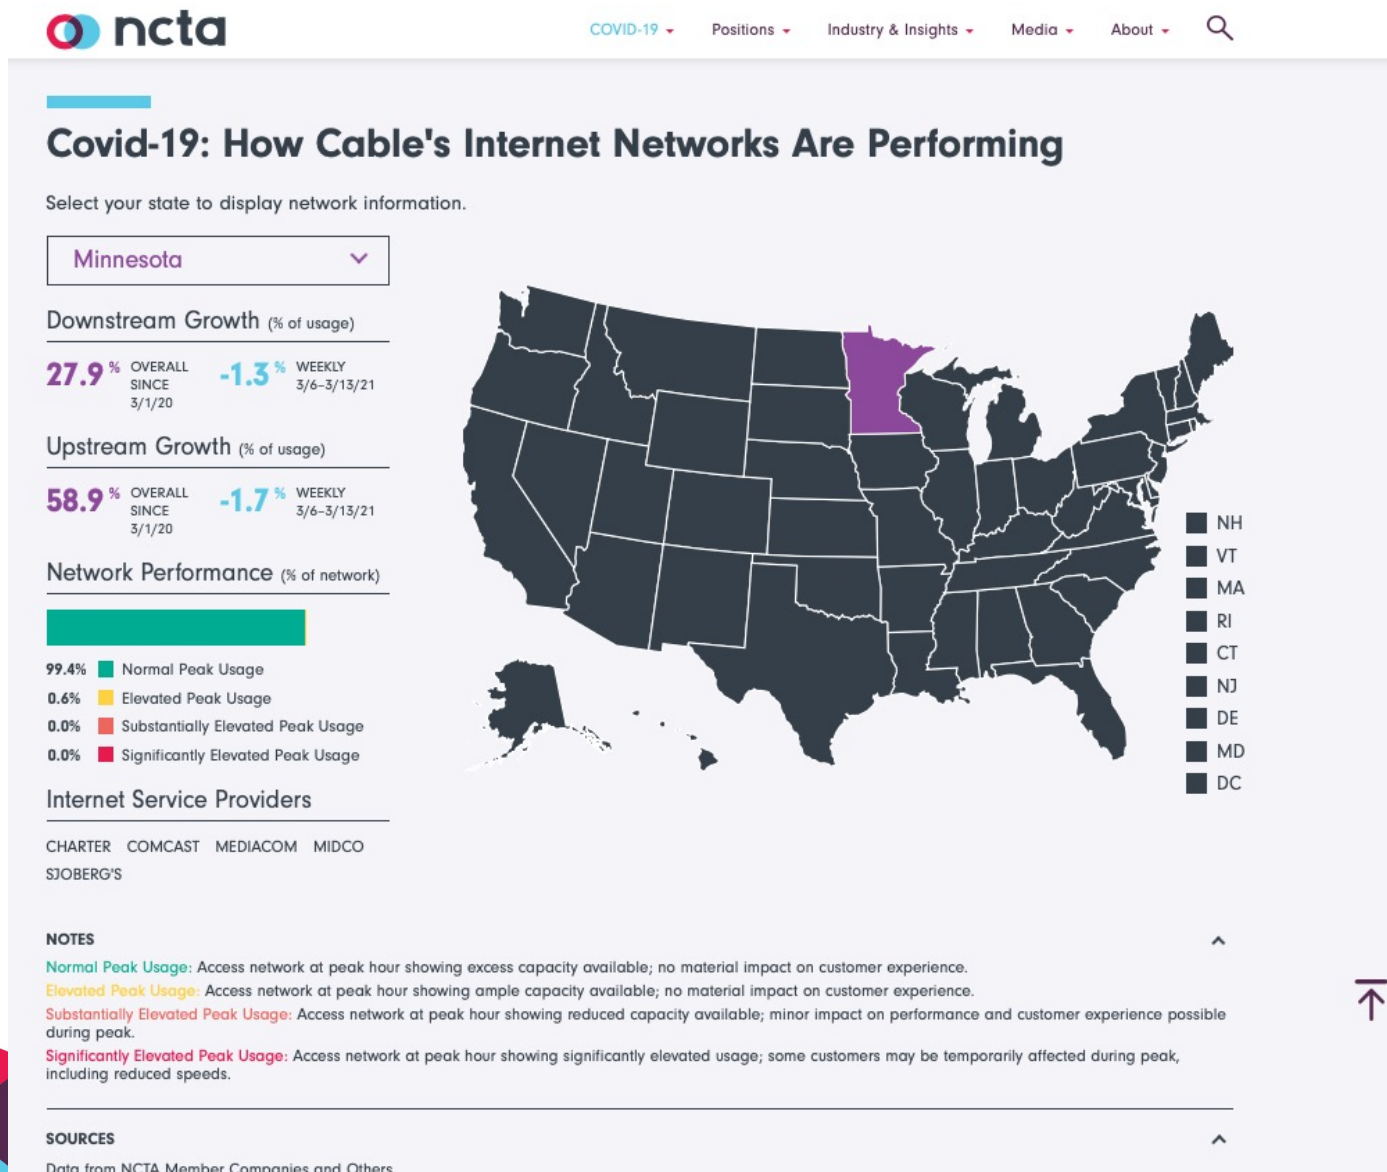 ncta
COVID-19 Positions Industry & Insights Media About
Covid-19: How Cable's Internet Networks Are Performing
Select your state to display network information.
Minnesota
Downstream Growth (% of usage)
27.9 % OVERALL SINCE 3/1/20 -1.3 % WEEKLY 3/6–3/13/21
Upstream Growth (% of usage)
58.9 % OVERALL SINCE 3/1/20 -1.7 % WEEKLY 3/6–3/13/21
Network Performance (% of network)
99.4% Normal Peak Usage
0.6% Elevated Peak Usage
0.0% Substantially Elevated Peak Usage
0.0% Significantly Elevated Peak Usage
Internet Service Providers
CHARTER COMCAST MEDIACOM MIDCO
SJOBERG'S
NH
VT
MA
RI
CT
NJ
DE
MD
DC
NOTES
Normal Peak Usage: Access network at peak hour showing excess capacity available; no material impact on customer experience.
Elevated Peak Usage: Access network at peak hour showing ample capacity available; no material impact on customer experience.
Substantially Elevated Peak Usage: Access network at peak hour showing reduced capacity available; minor impact on performance and customer experience possible
during peak.
Significantly Elevated Peak Usage: Access network at peak hour showing significantly elevated usage; some customers may be temporarily affected during peak,
including reduced speeds.
SOURCES
Data from NCTA Member Companies and Others